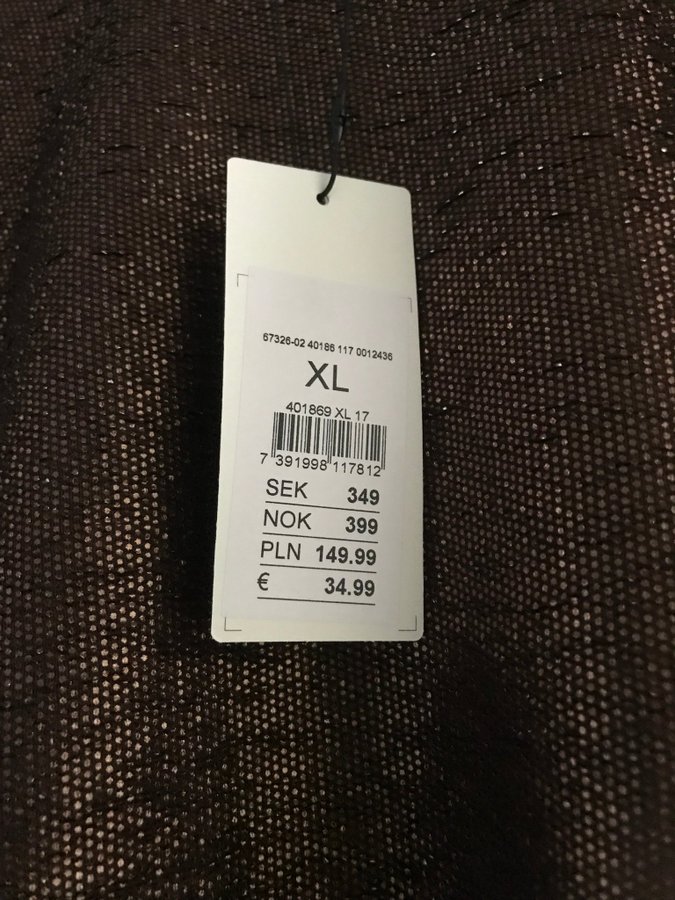 67326-02 40186 117 0012436
XL
401869 XL 17
7 391998 117812
SEK 349
NOK 399
PLN 149.99
€ 34.99